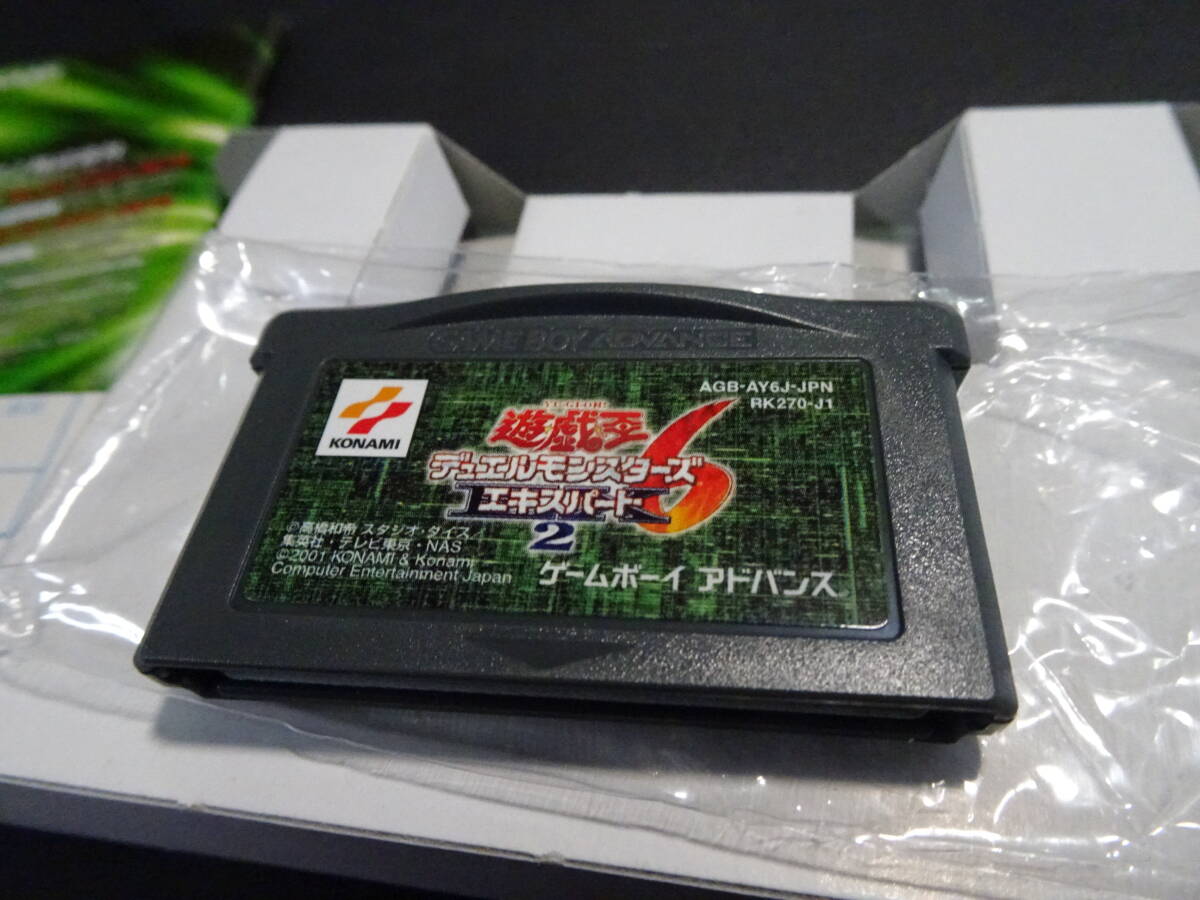 GAME BOY ADVANCE
KONAMI
AGB-AY6J-JPN
RK270-J1
YU-GI-OH!
遊戯王
デュエルモンスターズ6
エキスパート
2
©高橋和希 スタジオ・ダイス/
集英社・テレビ東京・NAS
©2001 KONAMI & Konami
Computer Entertainment Japan
ゲームボーイ アドバンス